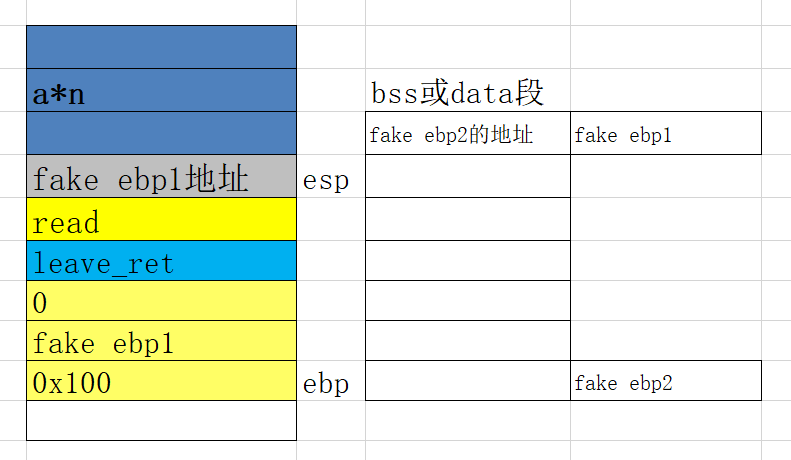 a*n
bss或data段
fake ebp2的地址 fake ebp1
fake ebp1地址 esp
read
leave_ret
0
fake ebp1
0x100 ebp fake ebp2